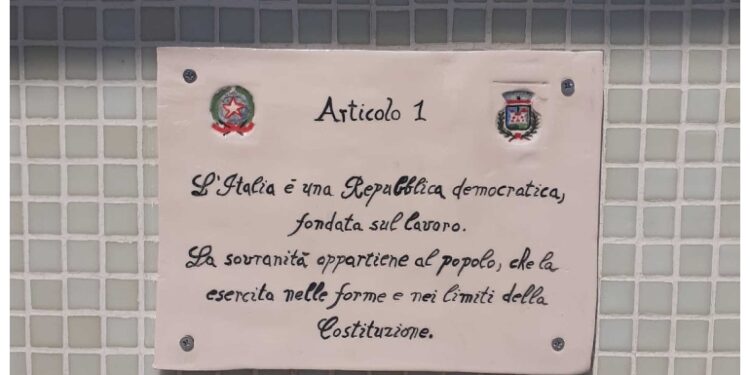 Articolo 1
L'Italia è una Repubblica democratica,
fondata sul lavoro.
La sovranità appartiene al popolo, che la
esercita nelle forme e nei limiti della
Costituzione.